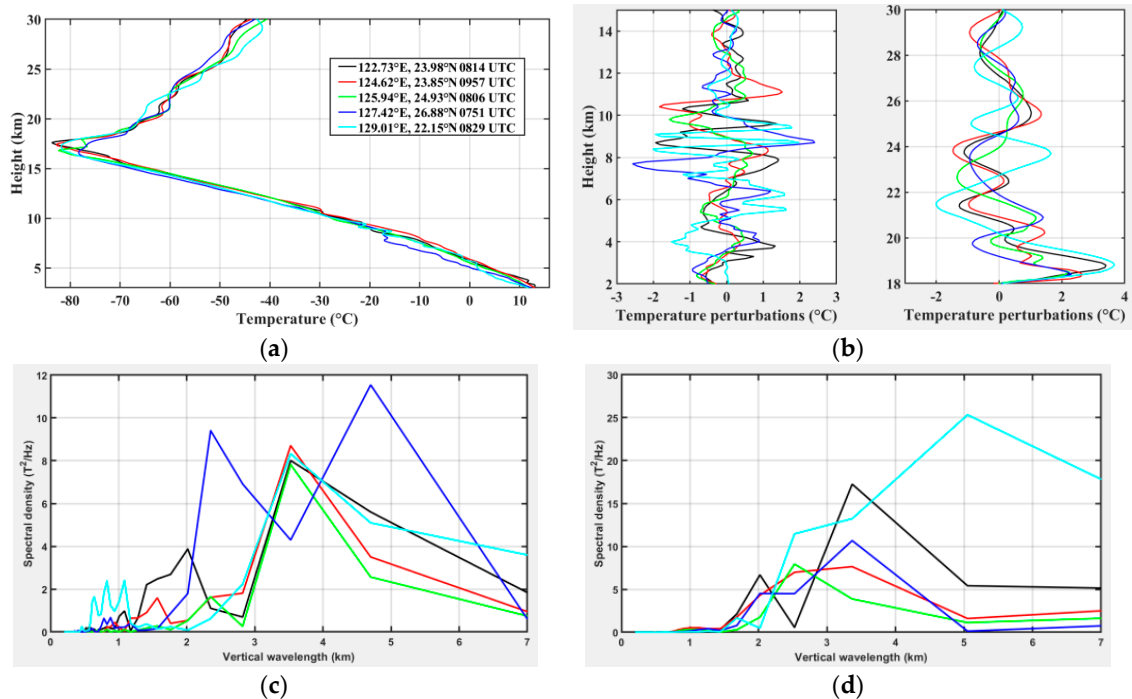 30
25
20
15
10
5
Height (km)
-80 -70 -60 -50 -40 -30 -20 -10 0 10
Temperature (°C)
122.73°E, 23.98°N 0814 UTC
124.62°E, 23.85°N 0957 UTC
125.94°E, 24.93°N 0806 UTC
127.42°E, 26.88°N 0751 UTC
129.01°E, 22.15°N 0829 UTC
(a)
14
12
10
8
6
4
2
Height (km)
-3 -2 -1 0 1 2 3
Temperature perturbations (°C)
30
28
26
24
22
20
18
-2 0 2 4
Temperature perturbations (°C)
(b)
12
10
8
6
4
2
0
Spectral density (T²/Hz)
0 1 2 3 4 5 6 7
Vertical wavelength (km)
(c)
30
25
20
15
10
5
0
Spectral density (T²/Hz)
0 1 2 3 4 5 6 7
Vertical wavelength (km)
(d)